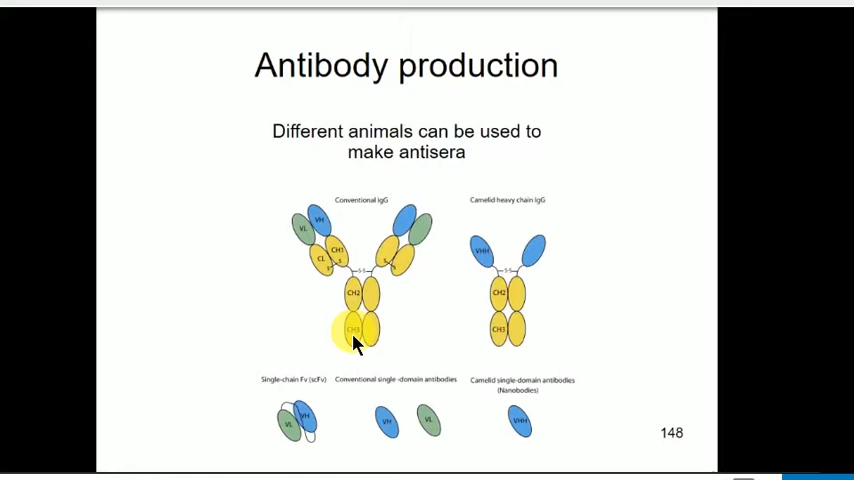 Antibody production
Different animals can be used to
make antisera
Conventional IgG
Camelid heavy chain IgG
VL
VH
CH1
CL
S
S
S
S
-S-S-
CH2
CH3
VHH
-S-S-
CH2
CH3
Single-chain Fv (scFv)
Conventional single -domain antibodies
Camelid single-domain antibodies
(Nanobodies)
VL
VH
VH
VL
VHH
148